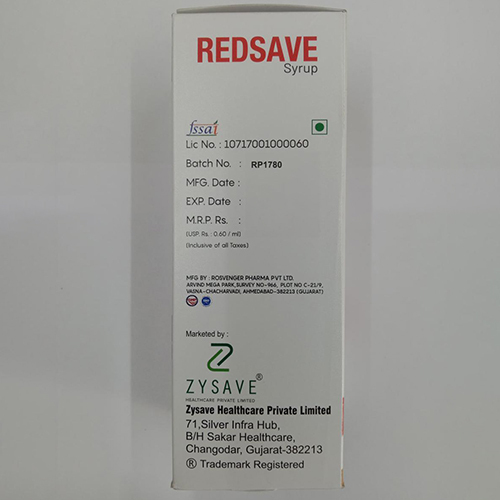 REDSAVE
Syrup
fssai
Lic No. : 10717001000060
Batch No. : RP1780
MFG. Date :
EXP. Date :
M.R.P. Rs. :
(USP. Rs. : 0.60 / ml)
(Inclusive of all Taxes)
MFG BY : ROSVENGER PHARMA PVT LTD.
ARVIND MEGA PARK,SURVEY NO-966, PLOT NO C-21/9,
VASNA-CHACHARVADI, AHMEDABAD-382213 (GUJARAT)
Marketed by :
ZYSAVE®
HEALTHCARE PRIVATE LIMITED
Zysave Healthcare Private Limited
71,Silver Infra Hub,
B/H Sakar Healthcare,
Changodar, Gujarat-382213
® Trademark Registered